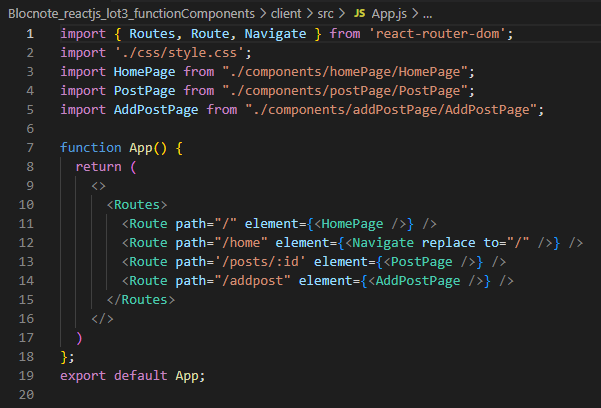 Blocnote_reactjs_lot3_functionComponents > client > src > JS App.js > ...
1 import { Routes, Route, Navigate } from 'react-router-dom';
2 import './css/style.css';
3 import HomePage from "./components/homePage/HomePage";
4 import PostPage from "./components/postPage/PostPage";
5 import AddPostPage from "./components/addPostPage/AddPostPage";
6
7 function App() {
8   return (
9     <>
10       <Routes>
11         <Route path="/" element={<HomePage />} />
12         <Route path="/home" element={<Navigate replace to="/" />} />
13         <Route path='/posts/:id' element={<PostPage />} />
14         <Route path="/addpost" element={<AddPostPage />} />
15       </Routes>
16     </>
17   )
18 };
19 export default App;
20